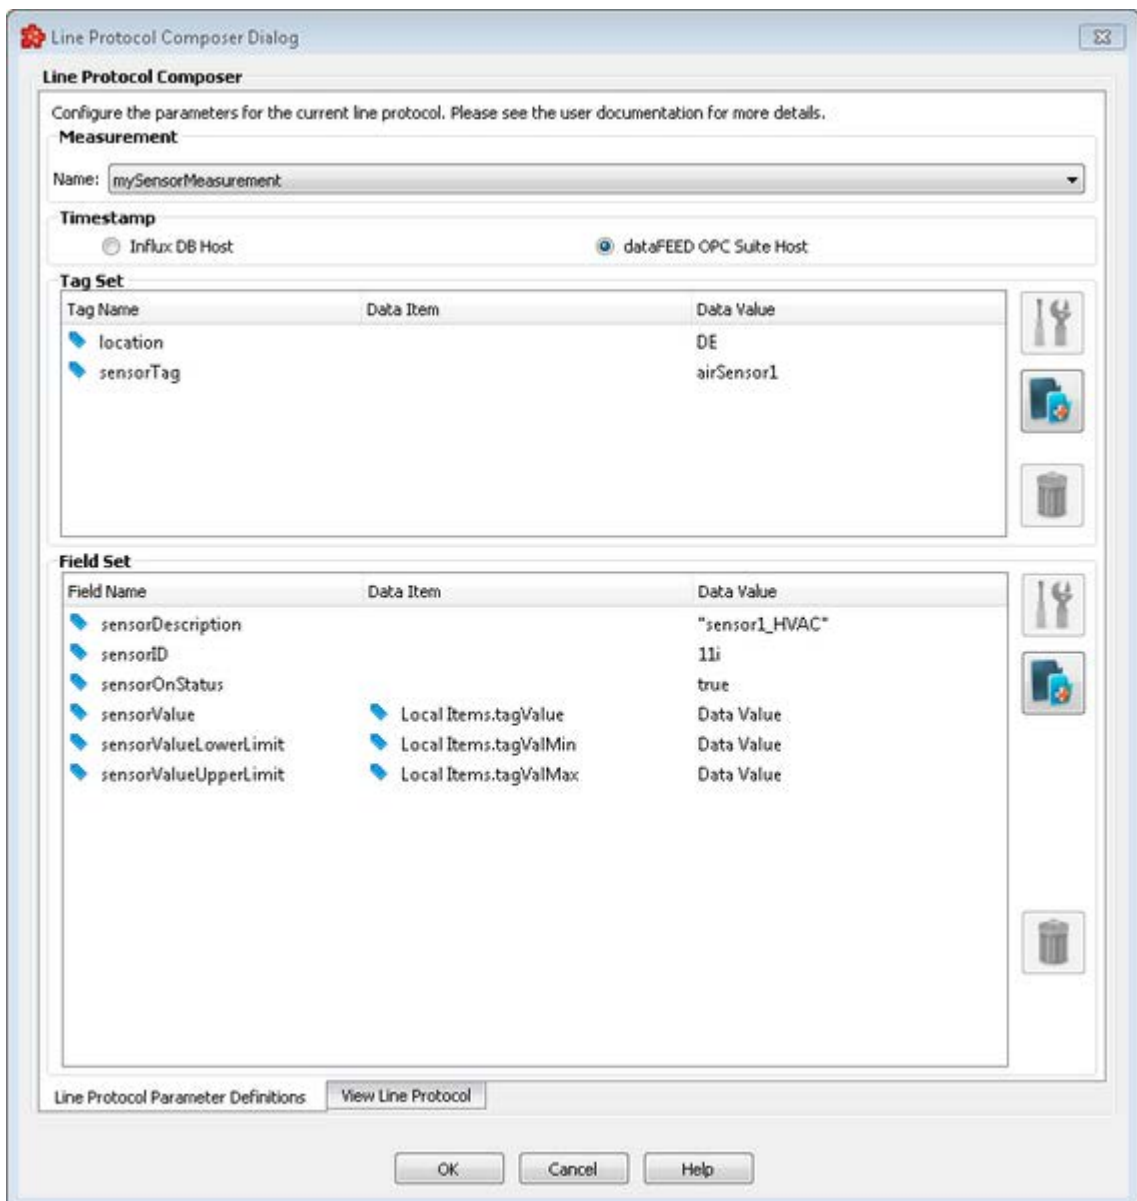 Line Protocol Composer Dialog
Line Protocol Composer
Configure the parameters for the current line protocol. Please see the user documentation for more details.
Measurement
Name: mySensorMeasurement
Timestamp
Influx DB Host dataFEED OPC Suite Host
Tag Set
Tag Name Data Item Data Value
location DE
sensorTag airSensor1
Field Set
Field Name Data Item Data Value
sensorDescription "sensor1_HVAC"
sensorID 11i
sensorOnStatus true
sensorValue Local Items.tagValue Data Value
sensorValueLowerLimit Local Items.tagValMin Data Value
sensorValueUpperLimit Local Items.tagValMax Data Value
Line Protocol Parameter Definitions View Line Protocol
OK Cancel Help